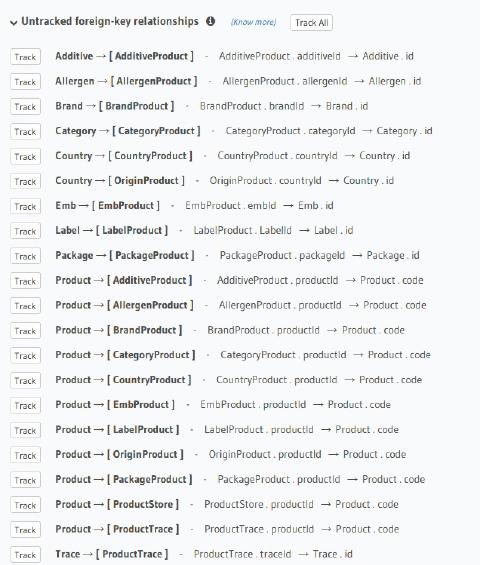 Untracked foreign-key relationships (Know more) Track All
Track Additive → [ AdditiveProduct ] - AdditiveProduct . additiveId → Additive . id
Track Allergen → [ AllergenProduct ] - AllergenProduct . allergenId → Allergen . id
Track Brand → [ BrandProduct ] - BrandProduct . brandId → Brand . id
Track Category → [ CategoryProduct ] - CategoryProduct . categoryId → Category . id
Track Country → [ CountryProduct ] - CountryProduct . countryId → Country . id
Track Country → [ OriginProduct ] - OriginProduct . countryId → Country . id
Track Emb → [ EmbProduct ] - EmbProduct . embId → Emb . id
Track Label → [ LabelProduct ] - LabelProduct . LabelId → Label . id
Track Package → [ PackageProduct ] - PackageProduct . packageId → Package . id
Track Product → [ AdditiveProduct ] - AdditiveProduct . productId → Product . code
Track Product → [ AllergenProduct ] - AllergenProduct . productId → Product . code
Track Product → [ BrandProduct ] - BrandProduct . productId → Product . code
Track Product → [ CategoryProduct ] - CategoryProduct . productId → Product . code
Track Product → [ CountryProduct ] - CountryProduct . productId → Product . code
Track Product → [ EmbProduct ] - EmbProduct . productId → Product . code
Track Product → [ LabelProduct ] - LabelProduct . productId → Product . code
Track Product → [ OriginProduct ] - OriginProduct . productId → Product . code
Track Product → [ PackageProduct ] - PackageProduct . productId → Product . code
Track Product → [ ProductStore ] - ProductStore . productId → Product . code
Track Product → [ ProductTrace ] - ProductTrace . productId → Product . code
Track Trace → [ ProductTrace ] - ProductTrace . traceId → Trace . id